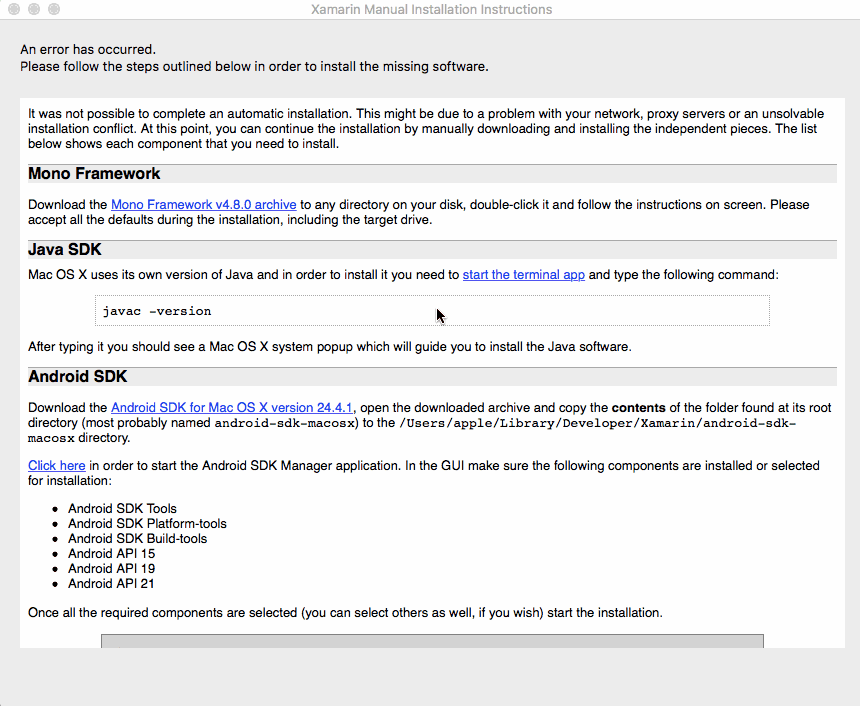 Xamarin Manual Installation Instructions
An error has occurred.
Please follow the steps outlined below in order to install the missing software.
It was not possible to complete an automatic installation. This might be due to a problem with your network, proxy servers or an unsolvable
installation conflict. At this point, you can continue the installation by manually downloading and installing the independent pieces. The list
below shows each component that you need to install.
Mono Framework
Download the Mono Framework v4.8.0 archive to any directory on your disk, double-click it and follow the instructions on screen. Please
accept all the defaults during the installation, including the target drive.
Java SDK
Mac OS X uses its own version of Java and in order to install it you need to start the terminal app and type the following command:
javac -version
After typing it you should see a Mac OS X system popup which will guide you to install the Java software.
Android SDK
Download the Android SDK for Mac OS X version 24.4.1, open the downloaded archive and copy the contents of the folder found at its root
directory (most probably named android-sdk-macosx) to the /Users/apple/Library/Developer/Xamarin/android-sdk-
macosx directory.
Click here in order to start the Android SDK Manager application. In the GUI make sure the following components are installed or selected
for installation:
• Android SDK Tools
• Android SDK Platform-tools
• Android SDK Build-tools
• Android API 15
• Android API 19
• Android API 21
Once all the required components are selected (you can select others as well, if you wish) start the installation.